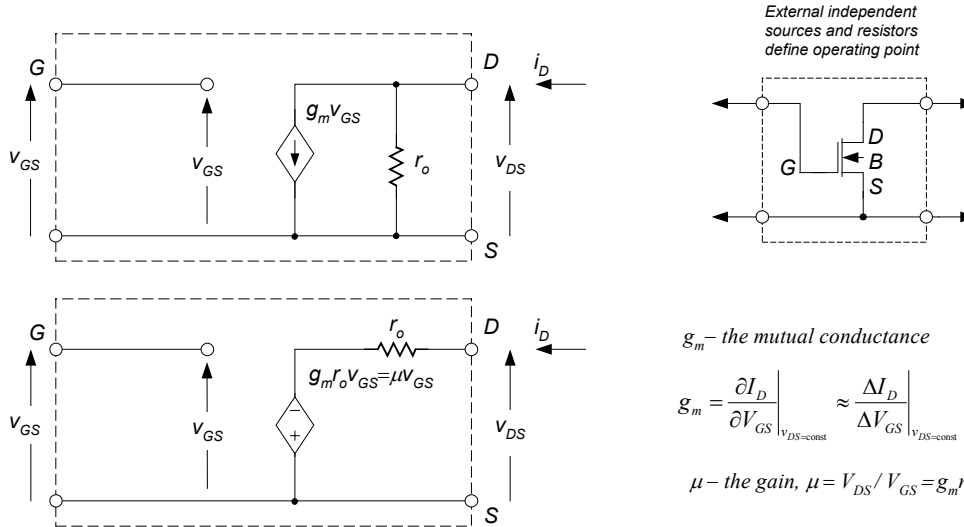 External independent
sources and resistors
define operating point
G
D
i_D
g_m v_GS
v_GS
v_GS
r_o
v_DS
S
D
B
G
S
G
r_o
D
i_D
g_m r_o v_GS=μv_GS
v_GS
v_GS
−
+
v_DS
S
g_m – the mutual conductance
g_m = ∂I_D/∂V_GS |v_DS=const ≈ ΔI_D/ΔV_GS |v_DS=const
μ – the gain, μ = V_DS / V_GS = g_m r